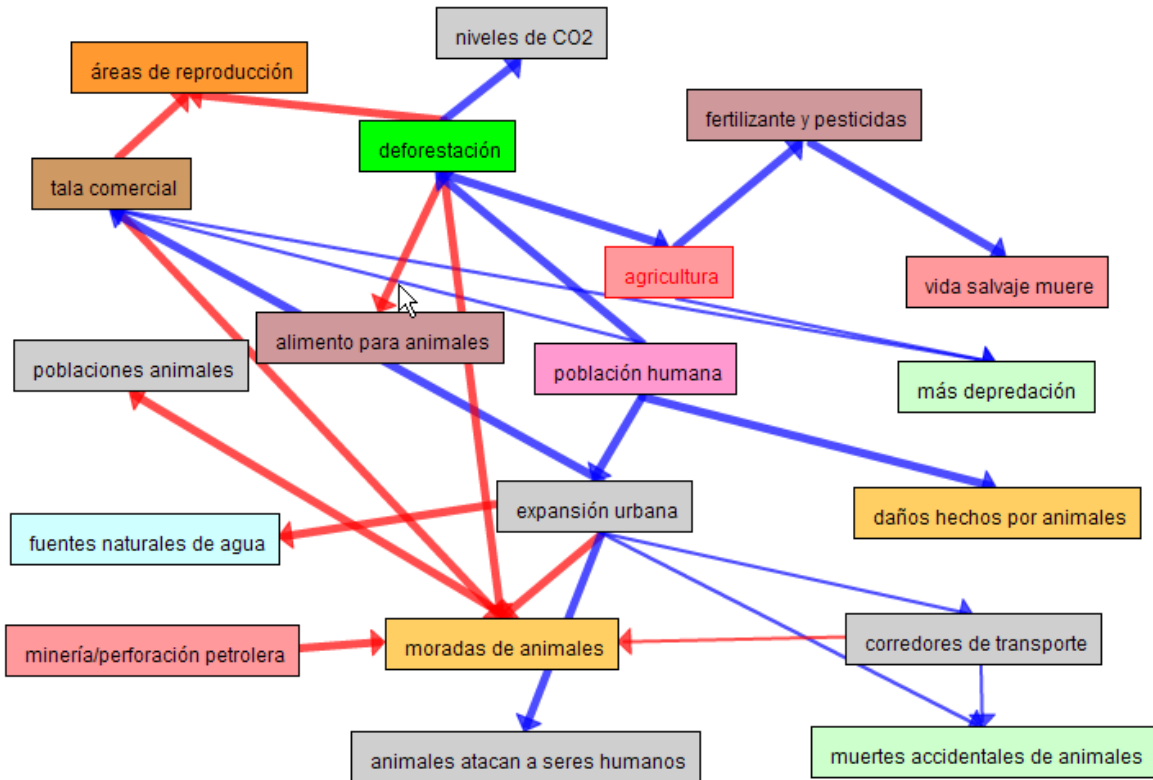 niveles de CO2
áreas de reproducción
fertilizante y pesticidas
deforestación
tala comercial
agricultura
vida salvaje muere
alimento para animales
poblaciones animales
población humana
más depredación
expansión urbana
daños hechos por animales
fuentes naturales de agua
minería/perforación petrolera
moradas de animales
corredores de transporte
animales atacan a seres humanos
muertes accidentales de animales